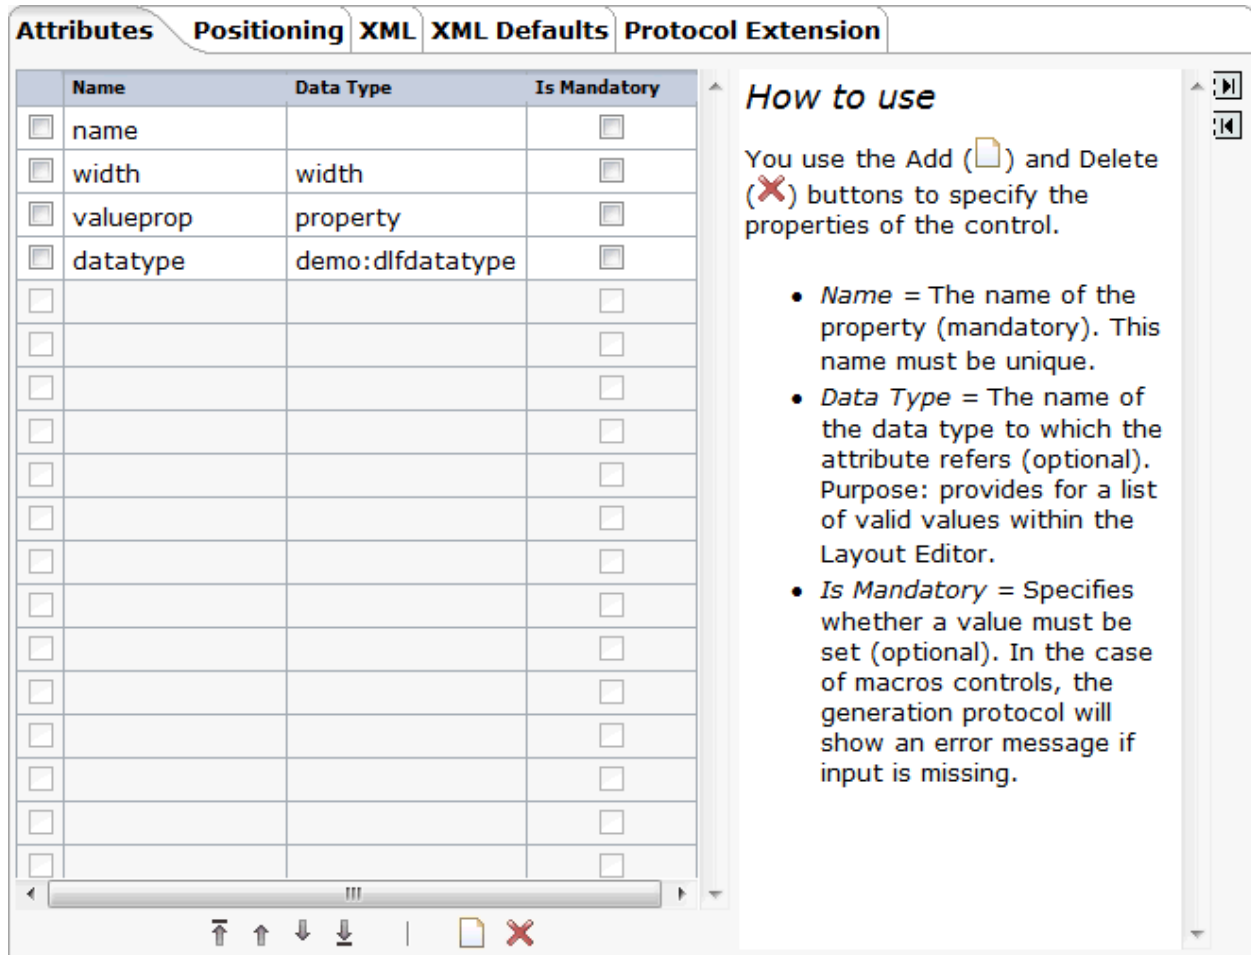 Attributes Positioning XML XML Defaults Protocol Extension
Name Data Type Is Mandatory
name
width width
valueprop property
datatype demo:dlfdatatype
How to use
You use the Add ( ) and Delete
( ) buttons to specify the
properties of the control.
• Name = The name of the
property (mandatory). This
name must be unique.
• Data Type = The name of
the data type to which the
attribute refers (optional).
Purpose: provides for a list
of valid values within the
Layout Editor.
• Is Mandatory = Specifies
whether a value must be
set (optional). In the case
of macros controls, the
generation protocol will
show an error message if
input is missing.